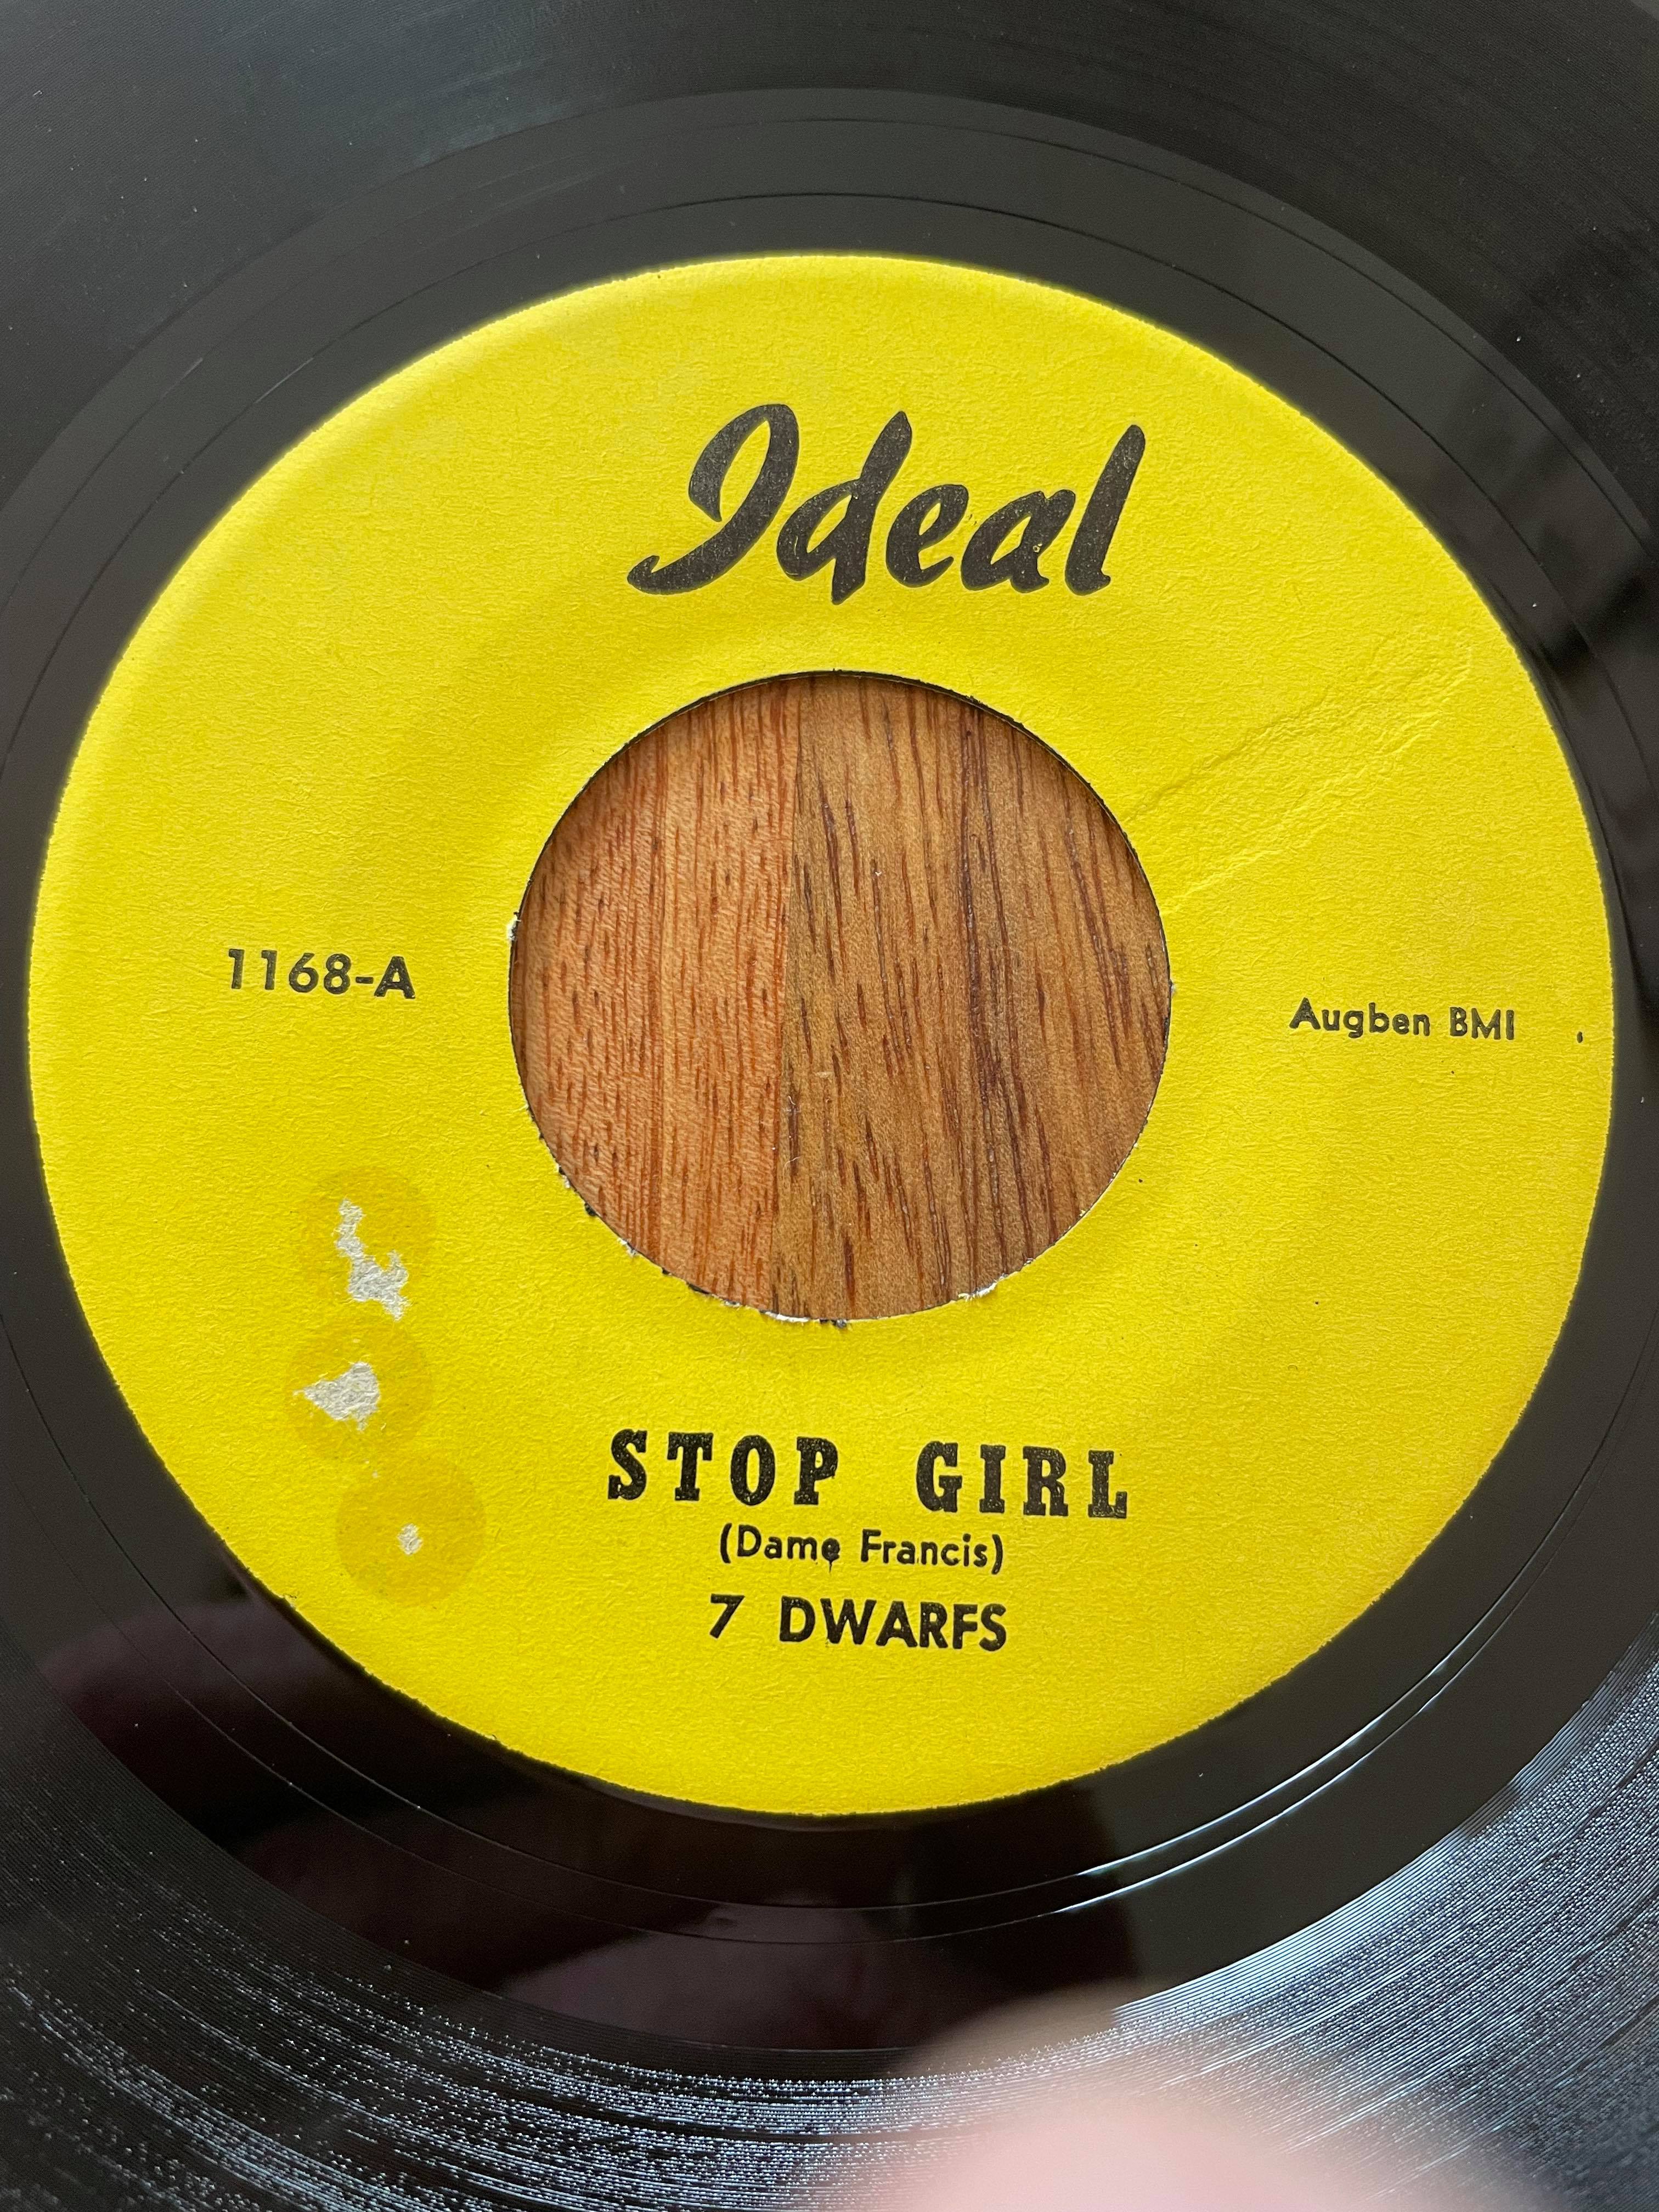 Ideal
1168-A
Augben BMI
STOP GIRL
(Dame Francis)
7 DWARFS